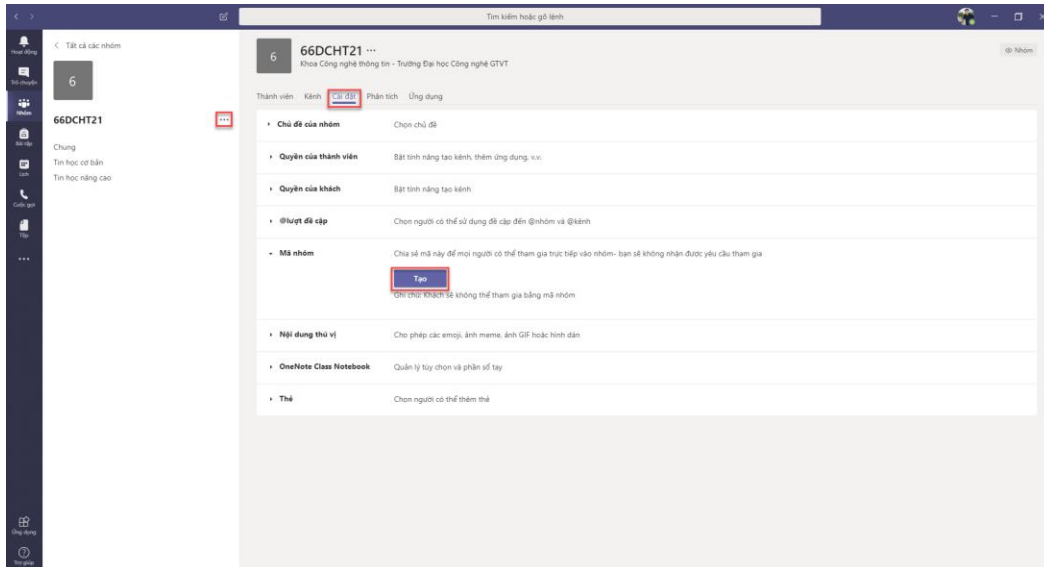 Tìm kiếm hoặc gõ lệnh
Hoạt động
Trò chuyện
Nhóm
Bài tập
Lịch
Cuộc gọi
Tệp
Ứng dụng
Trợ giúp
Tất cả các nhóm
6
66DCHT21
Chung
Tin học cơ bản
Tin học nâng cao
6
66DCHT21
Khoa Công nghệ thông tin - Trường Đại học Công nghệ GTVT
Nhóm
Thành viên Kênh Cài đặt Phân tích Ứng dụng
Chủ đề của nhóm Chọn chủ đề
Quyền của thành viên Bật tính năng tạo kênh, thêm ứng dụng, v.v.
Quyền của khách Bật tính năng tạo kênh
@lượt đề cập Chọn người có thể sử dụng đề cập đến @nhóm và @kênh
Mã nhóm Chia sẻ mã này để mọi người có thể tham gia trực tiếp vào nhóm- bạn sẽ không nhận được yêu cầu tham gia
Tạo
Ghi chú: Khách sẽ không thể tham gia bằng mã nhóm
Nội dung thú vị Cho phép các emoji, ảnh meme, ảnh GIF hoặc hình dán
OneNote Class Notebook Quản lý tùy chọn và phần sổ tay
Thẻ Chọn người có thể thêm thẻ